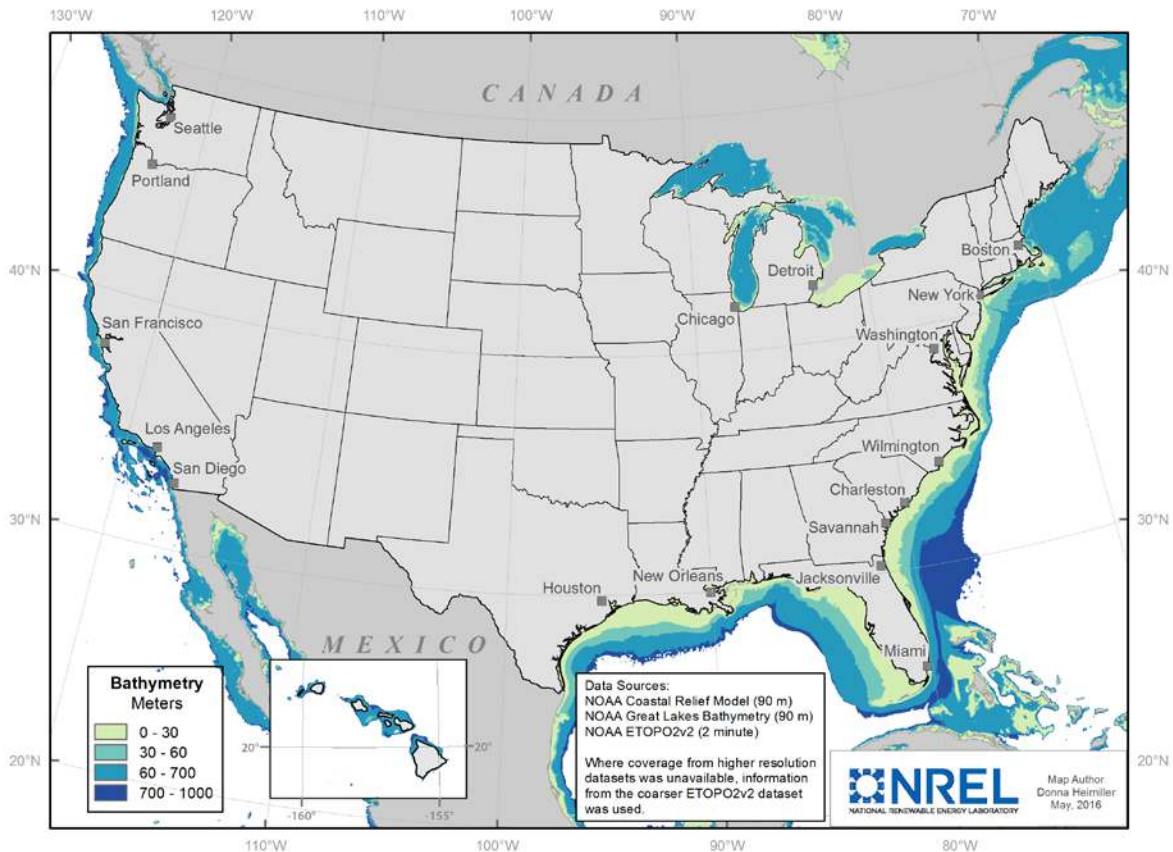 130°W
120°W
110°W
100°W
90°W
80°W
70°W
CANADA
Seattle
Portland
Boston
40°N
40°N
Detroit
New York
Chicago
San Francisco
Washington
Los Angeles
Wilmington
San Diego
Charleston
30°N
Savannah
30°N
New Orleans
Jacksonville
Houston
MEXICO
Miami
Bathymetry
Meters
0 - 30
30 - 60
60 - 700
700 - 1000
20°
20°
-160°
-155°
Data Sources:
NOAA Coastal Relief Model (90 m)
NOAA Great Lakes Bathymetry (90 m)
NOAA ETOPO2v2 (2 minute)
Where coverage from higher resolution
datasets was unavailable, information
from the coarser ETOPO2v2 dataset
was used.
NREL
NATIONAL RENEWABLE ENERGY LABORATORY
Map Author
Donna Heimiller
May, 2016
20°N
20°N
110°W
100°W
90°W
80°W